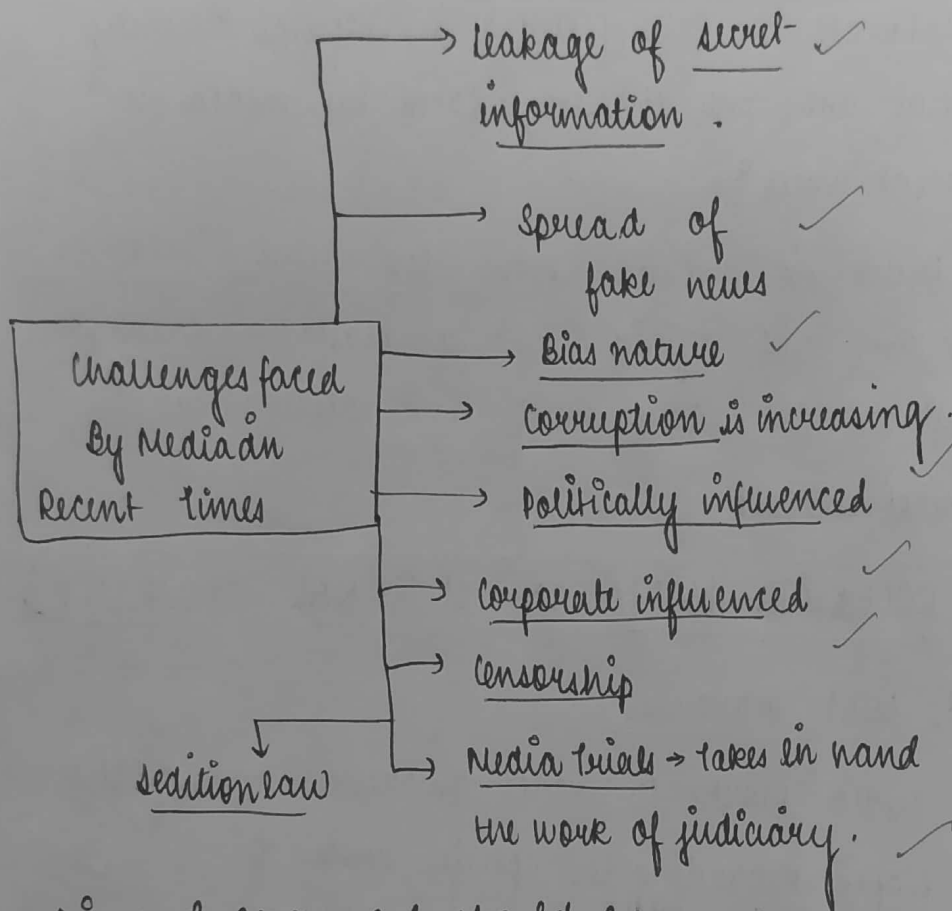 leakage of secret
information .
Spread of
fake news
Challenges faced
By Media in
Recent times
Bias nature
Corruption is increasing .
Politically influenced
Corporate influenced
Censorship
sedition law
Media trials → takes in hand
the work of judiciary .